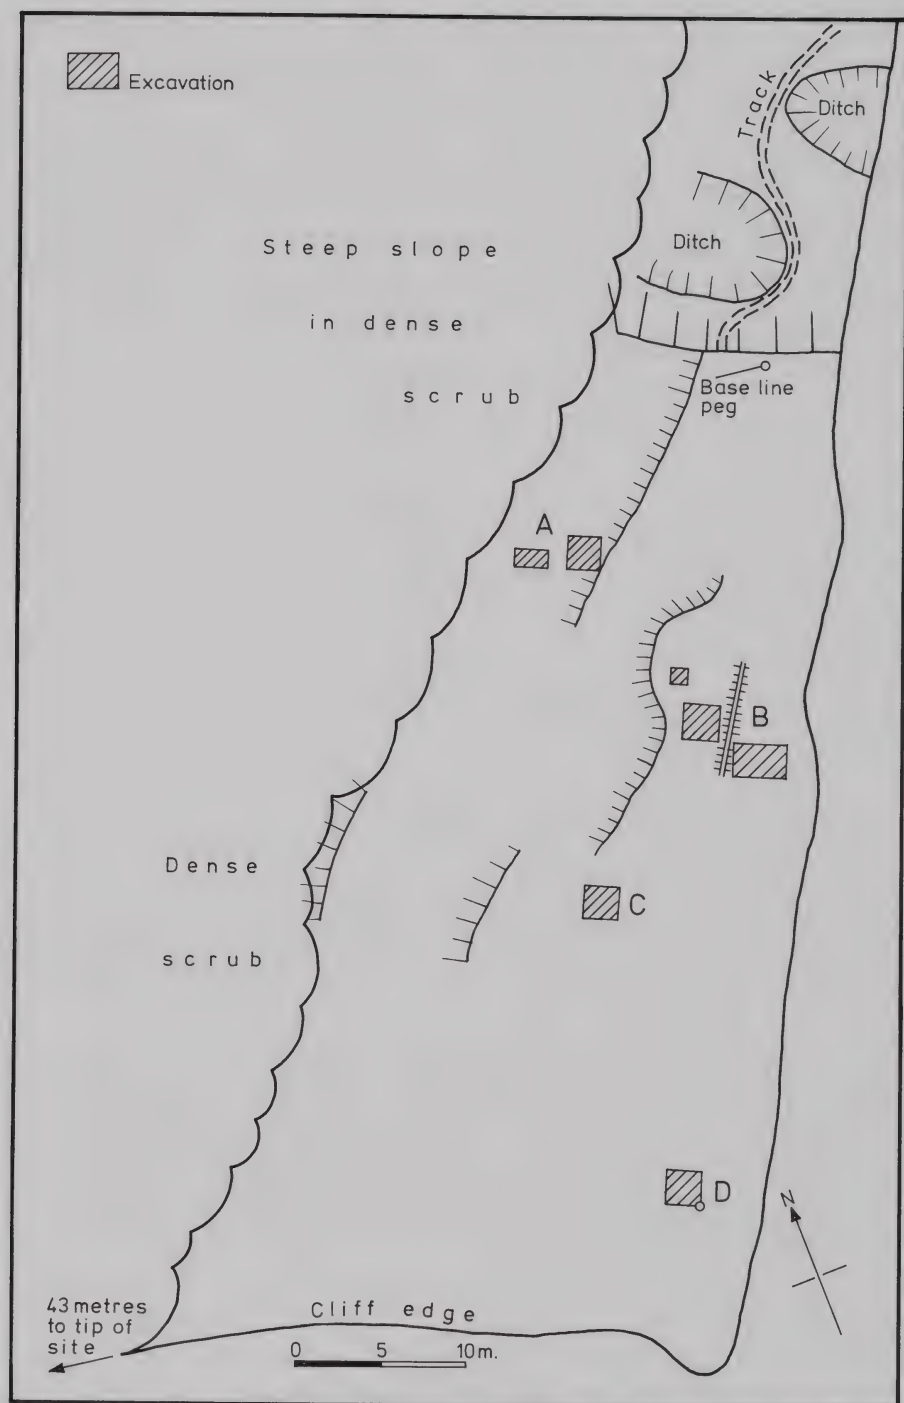 Excavation
Track
Ditch
Ditch
Steep slope
in dense
scrub
Base line
peg
A
B
Dense
scrub
C
D
N
43 metres
to tip of
site
Cliff edge
0 5 10m.